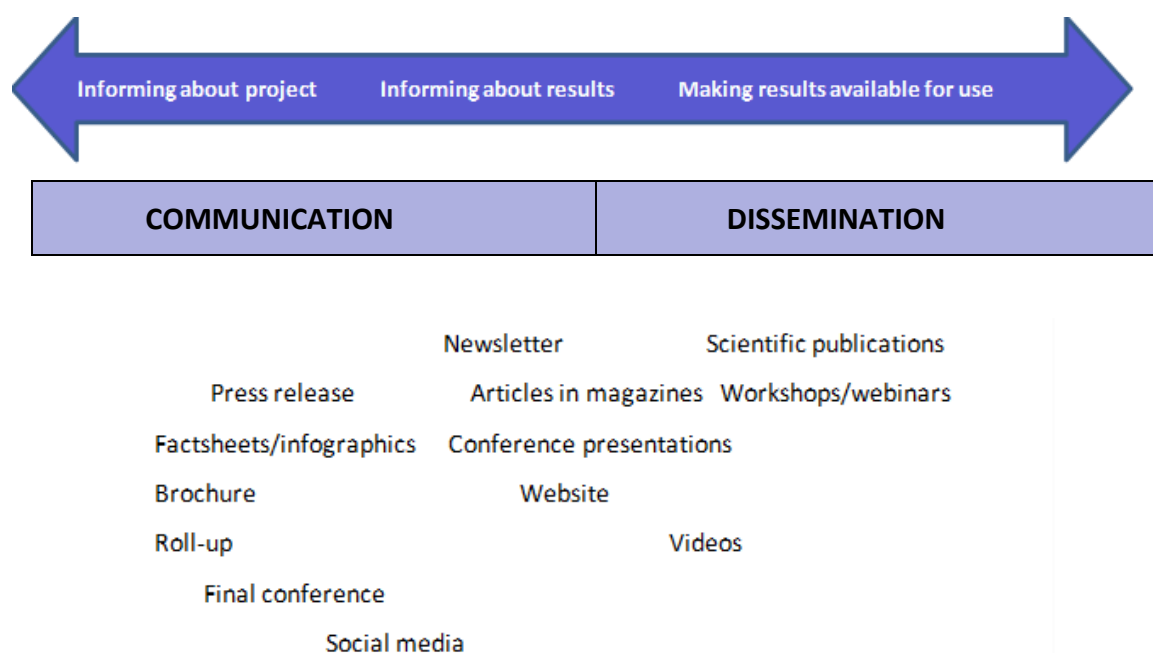 Informing about project Informing about results Making results available for use
COMMUNICATION DISSEMINATION
Newsletter Scientific publications
Press release Articles in magazines Workshops/webinars
Factsheets/infographics Conference presentations
Brochure Website
Roll-up Videos
Final conference
Social media